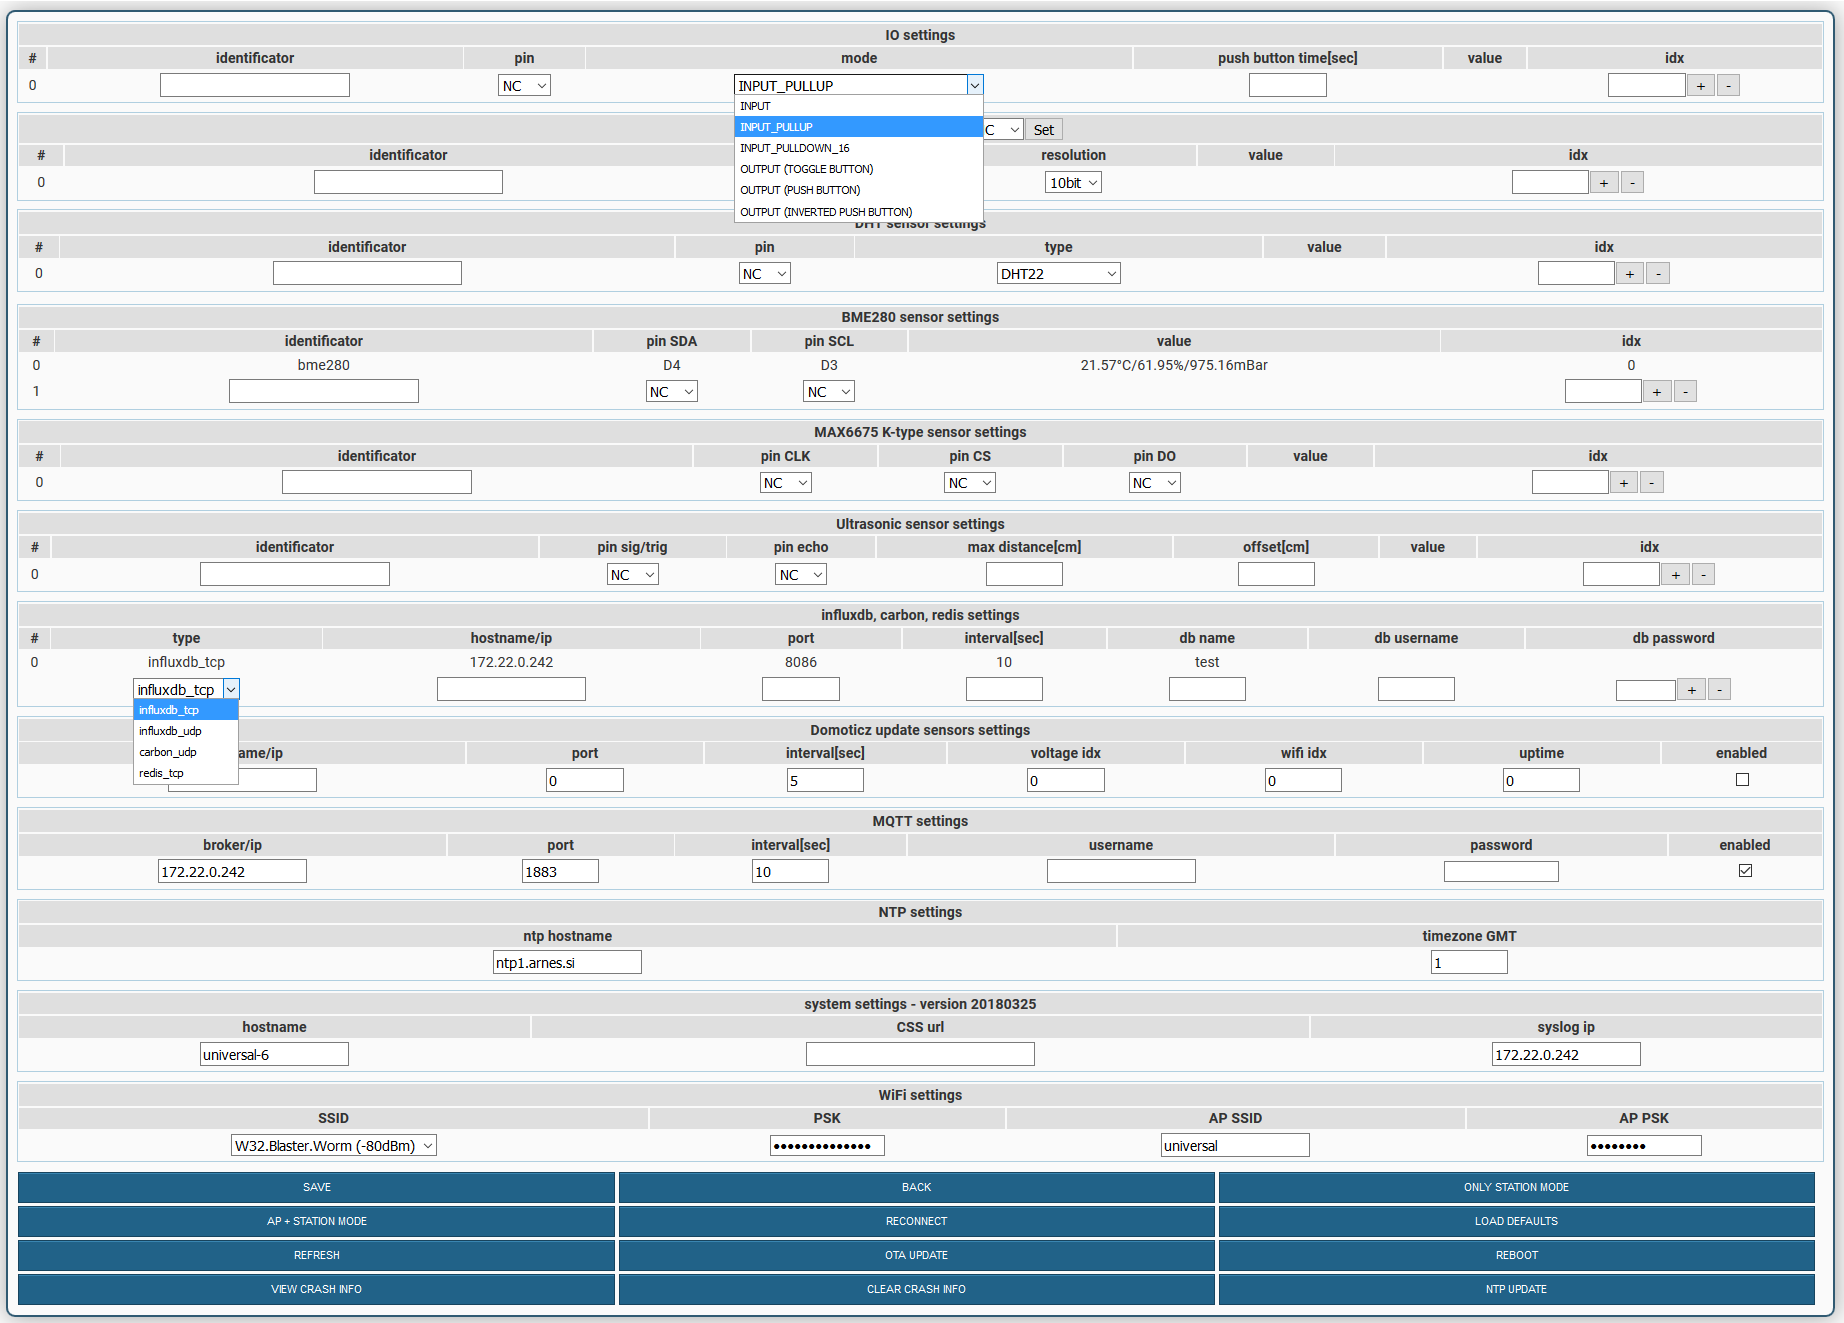 IO settings
# identificator pin mode push button time[sec] value idx
0 NC INPUT_PULLUP + -
INPUT
INPUT_PULLUP
INPUT_PULLDOWN_16
OUTPUT (TOGGLE BUTTON)
OUTPUT (PUSH BUTTON)
OUTPUT (INVERTED PUSH BUTTON)
C Set
# identificator resolution value idx
0 10bit + -
DHT sensor settings
# identificator pin type value idx
0 NC DHT22 + -
BME280 sensor settings
# identificator pin SDA pin SCL value idx
0 bme280 D4 D3 21.57°C/61.95%/975.16mBar 0
1 NC NC + -
MAX6675 K-type sensor settings
# identificator pin CLK pin CS pin DO value idx
0 NC NC NC + -
Ultrasonic sensor settings
# identificator pin sig/trig pin echo max distance[cm] offset[cm] value idx
0 NC NC + -
influxdb, carbon, redis settings
# type hostname/ip port interval[sec] db name db username db password
0 influxdb_tcp 172.22.0.242 8086 10 test
influxdb_tcp + -
influxdb_tcp
influxdb_udp
carbon_udp
redis_tcp
Domoticz update sensors settings
ame/ip port interval[sec] voltage idx wifi idx uptime enabled
0 5 0 0 0
MQTT settings
broker/ip port interval[sec] username password enabled
172.22.0.242 1883 10
NTP settings
ntp hostname timezone GMT
ntp1.arnes.si 1
system settings - version 20180325
hostname CSS url syslog ip
universal-6 172.22.0.242
WiFi settings
SSID PSK AP SSID AP PSK
W32.Blaster.Worm (-80dBm) •••••••••••••• universal ••••••••
SAVE BACK ONLY STATION MODE
AP + STATION MODE RECONNECT LOAD DEFAULTS
REFRESH OTA UPDATE REBOOT
VIEW CRASH INFO CLEAR CRASH INFO NTP UPDATE